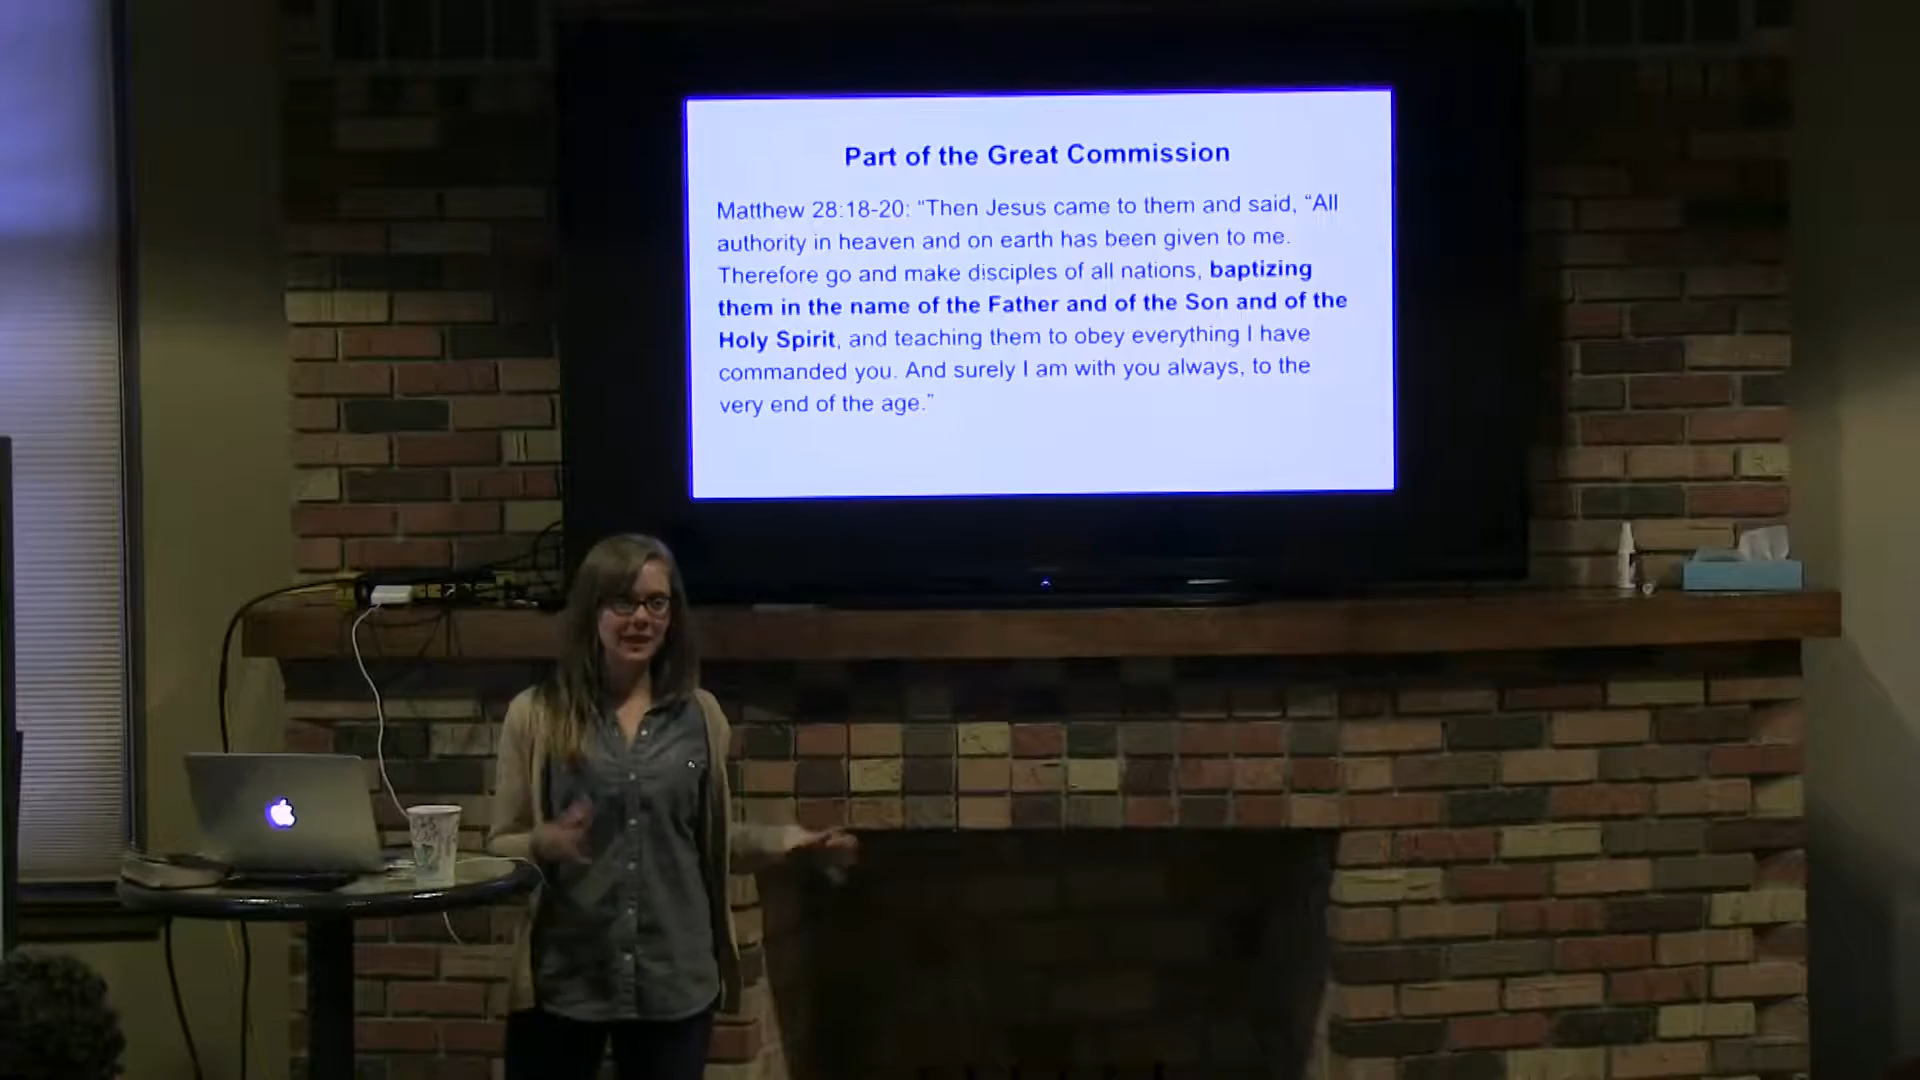 Part of the Great Commission
Matthew 28:18-20: “Then Jesus came to them and said, “All
authority in heaven and on earth has been given to me.
Therefore go and make disciples of all nations, baptizing
them in the name of the Father and of the Son and of the
Holy Spirit, and teaching them to obey everything I have
commanded you. And surely I am with you always, to the
very end of the age.”